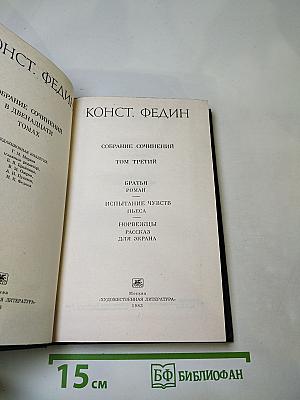 КОНСТ. ФЕДИН
СОБРАНИЕ СОЧИНЕНИЙ
В ДВЕНАДЦАТИ
ТОМАХ
КОНСТ. ФЕДИН
СОБРАНИЕ СОЧИНЕНИЙ
ТОМ ТРЕТИЙ
БРАТЬЯ
РОМАН
ИСПЫТАНИЕ ЧУВСТВ
ПЬЕСА
НОРВЕЖЦЫ
РАССКАЗ
ДЛЯ ЭКРАНА
Москва
«ХУДОЖЕСТВЕННАЯ ЛИТЕРАТУРА»
1983
15 см
БФ БИБЛИОФАН